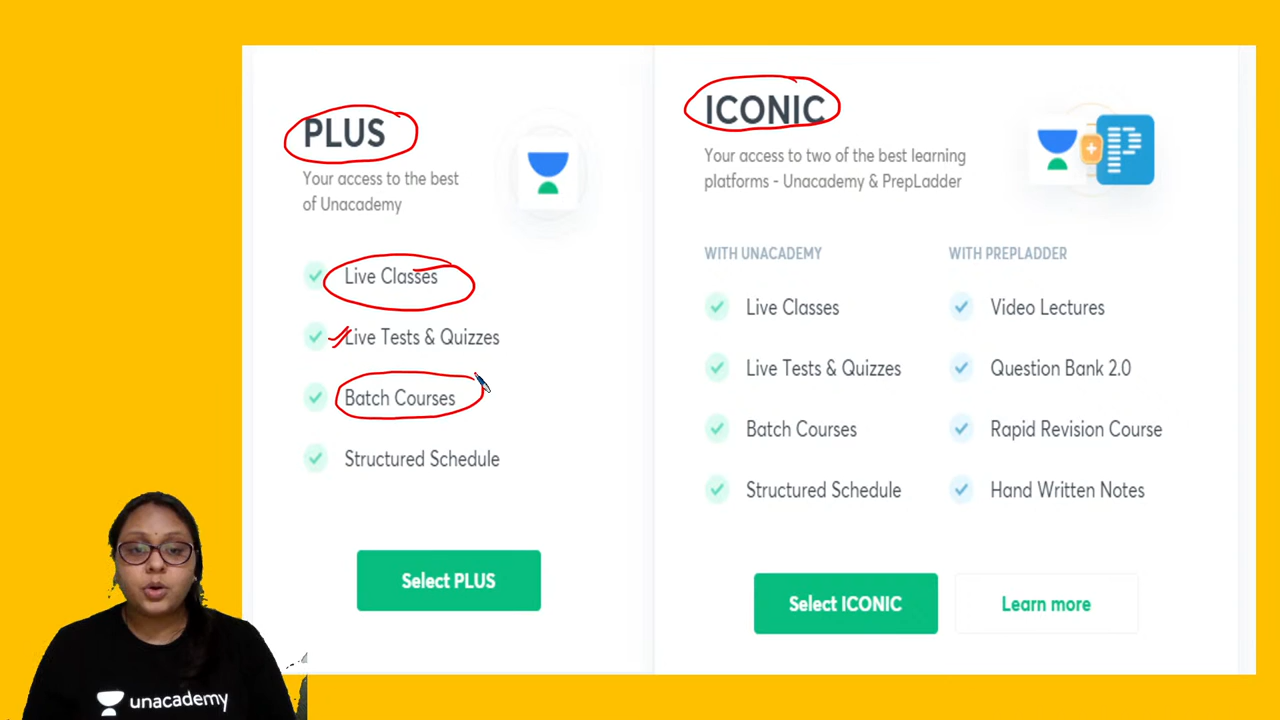 PLUS
Your access to the best
of Unacademy
Live Classes
Live Tests & Quizzes
Batch Courses
Structured Schedule
Select PLUS
ICONIC
Your access to two of the best learning
platforms - Unacademy & PrepLadder
WITH UNACADEMY
Live Classes
Live Tests & Quizzes
Batch Courses
Structured Schedule
WITH PREPLADDER
Video Lectures
Question Bank 2.0
Rapid Revision Course
Hand Written Notes
Select ICONIC
Learn more
unacademy